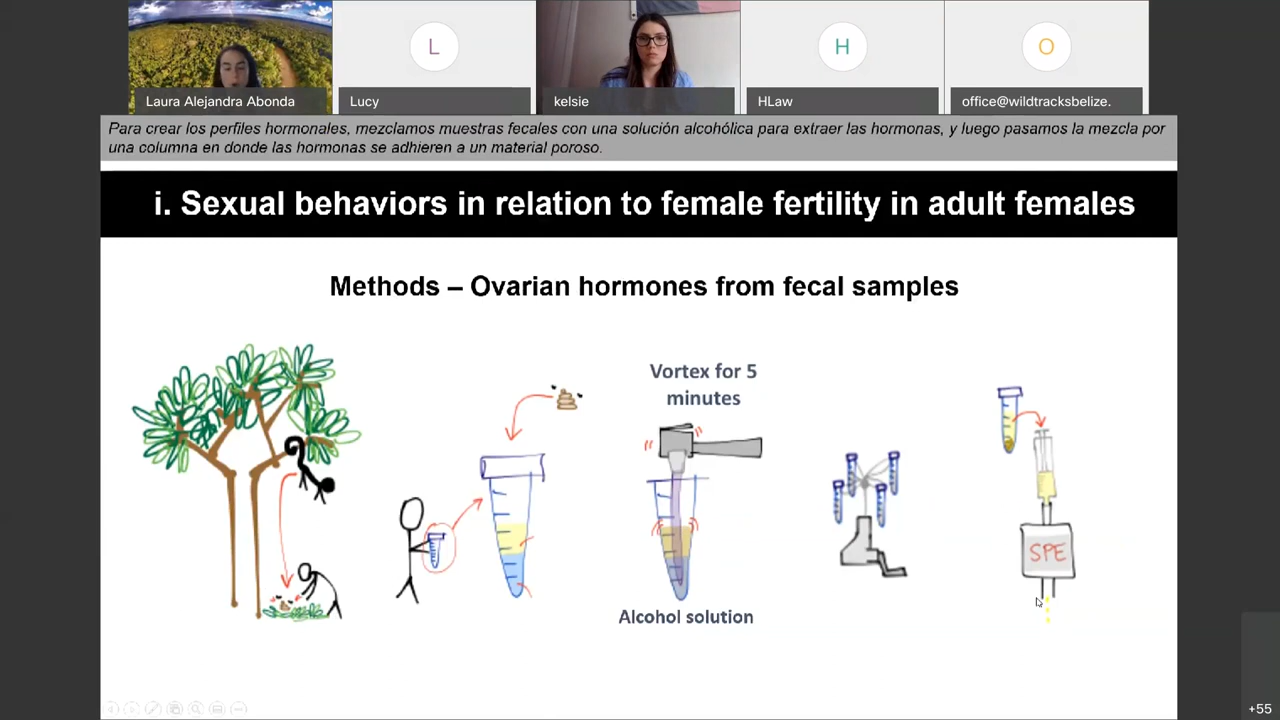 L
H
O
Laura Alejandra Abonda
Lucy
kelsie
HLaw
office@wildtracksbelize.
Para crear los perfiles hormonales, mezclamos muestras fecales con una solución alcohólica para extraer las hormonas, y luego pasamos la mezcla por
una columna en donde las hormonas se adhieren a un material poroso.
i. Sexual behaviors in relation to female fertility in adult females
Methods – Ovarian hormones from fecal samples
Vortex for 5
minutes
SPE
Alcohol solution
+55